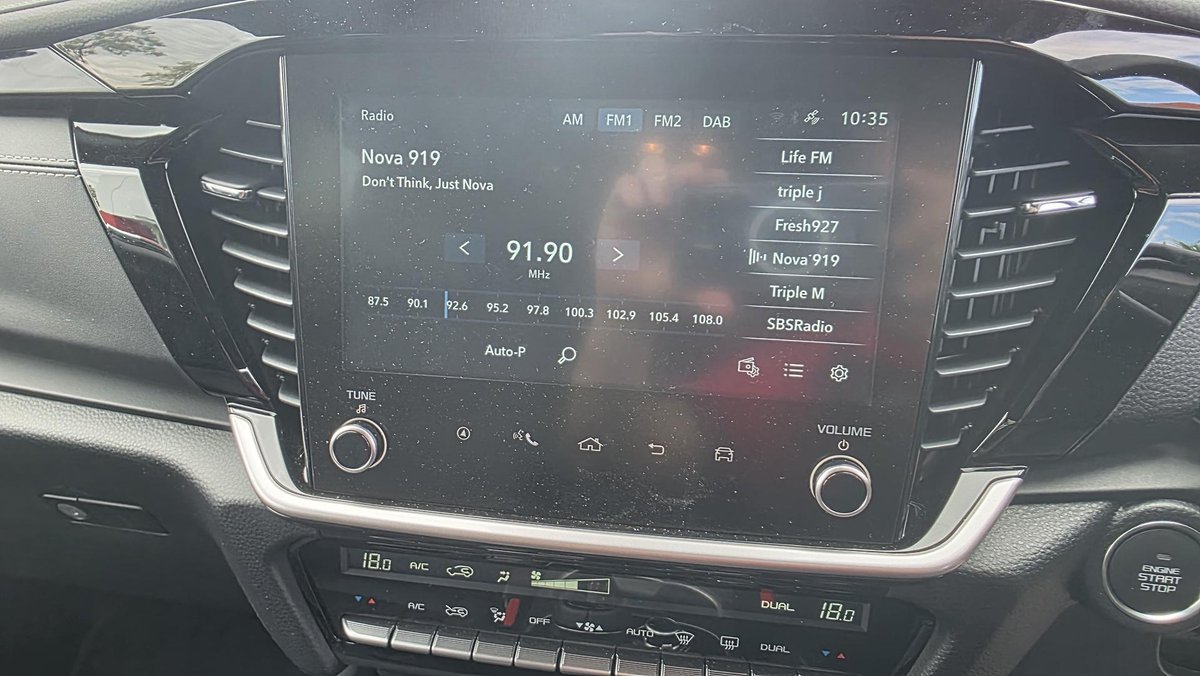 Radio
AM FM1 FM2 DAB
10:35
Nova 919
Don't Think, Just Nova
91.90
MHz
87.5 90.1 92.6 95.2 97.8 100.3 102.9 105.4 108.0
Auto-P
Life FM
triple j
Fresh927
Nova 919
Triple M
SBSRadio
TUNE
VOLUME
18.0 A/C
DUAL 18.0
A/C OFF AUTO DUAL
ENGINE
START
STOP